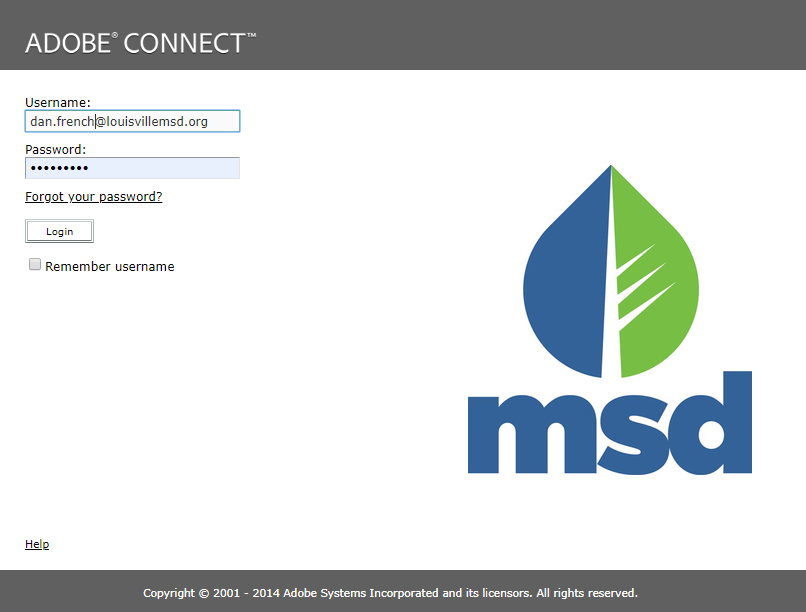 ADOBE® CONNECT™
Username:
dan.french@louisvillemsd.org
Password:
•••••••••
Forgot your password?
Login
Remember username
msd
Help
Copyright © 2001 - 2014 Adobe Systems Incorporated and its licensors. All rights reserved.